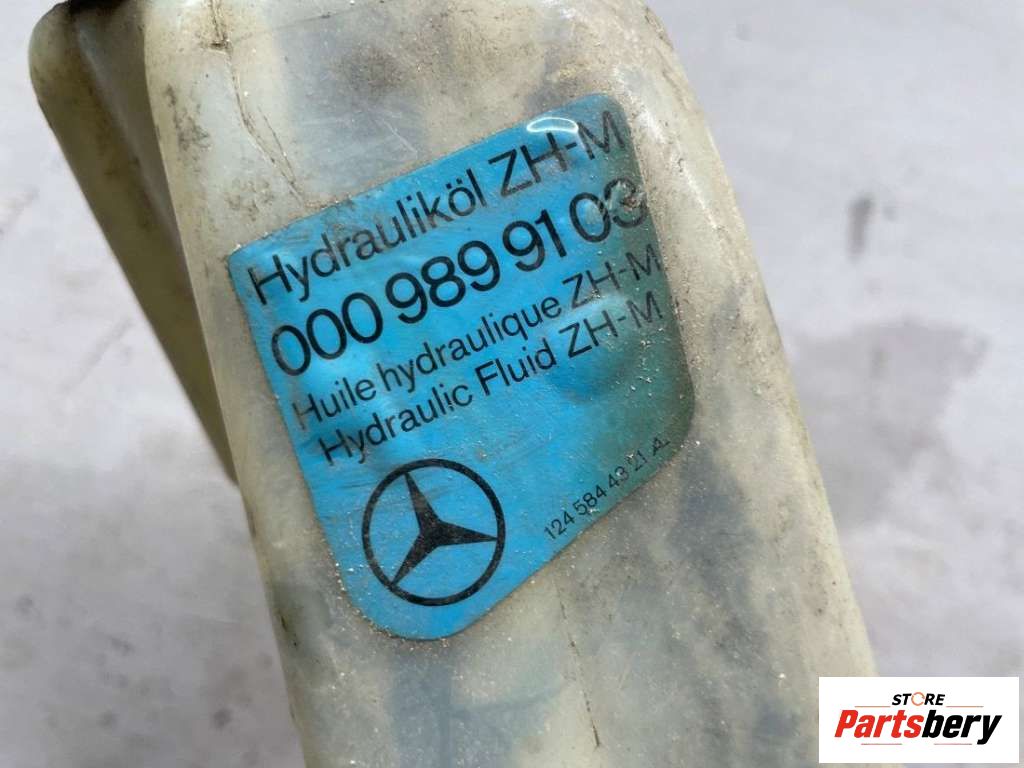 Hydrauliköl ZH-M
000 989 91 03
Huile hydraulique ZH-M
Hydraulic Fluid ZH-M
124 584 43 21 A
STORE
Partsbery